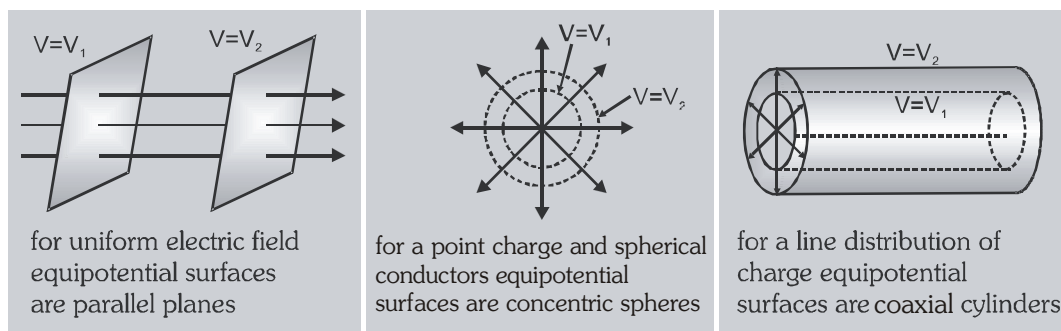 V=V₁
V=V₂
for uniform electric field
equipotential surfaces
are parallel planes
V=V₁
V=V₂
for a point charge and spherical
conductors equipotential
surfaces are concentric spheres
V=V₂
V=V₁
for a line distribution of
charge equipotential
surfaces are coaxial cylinders